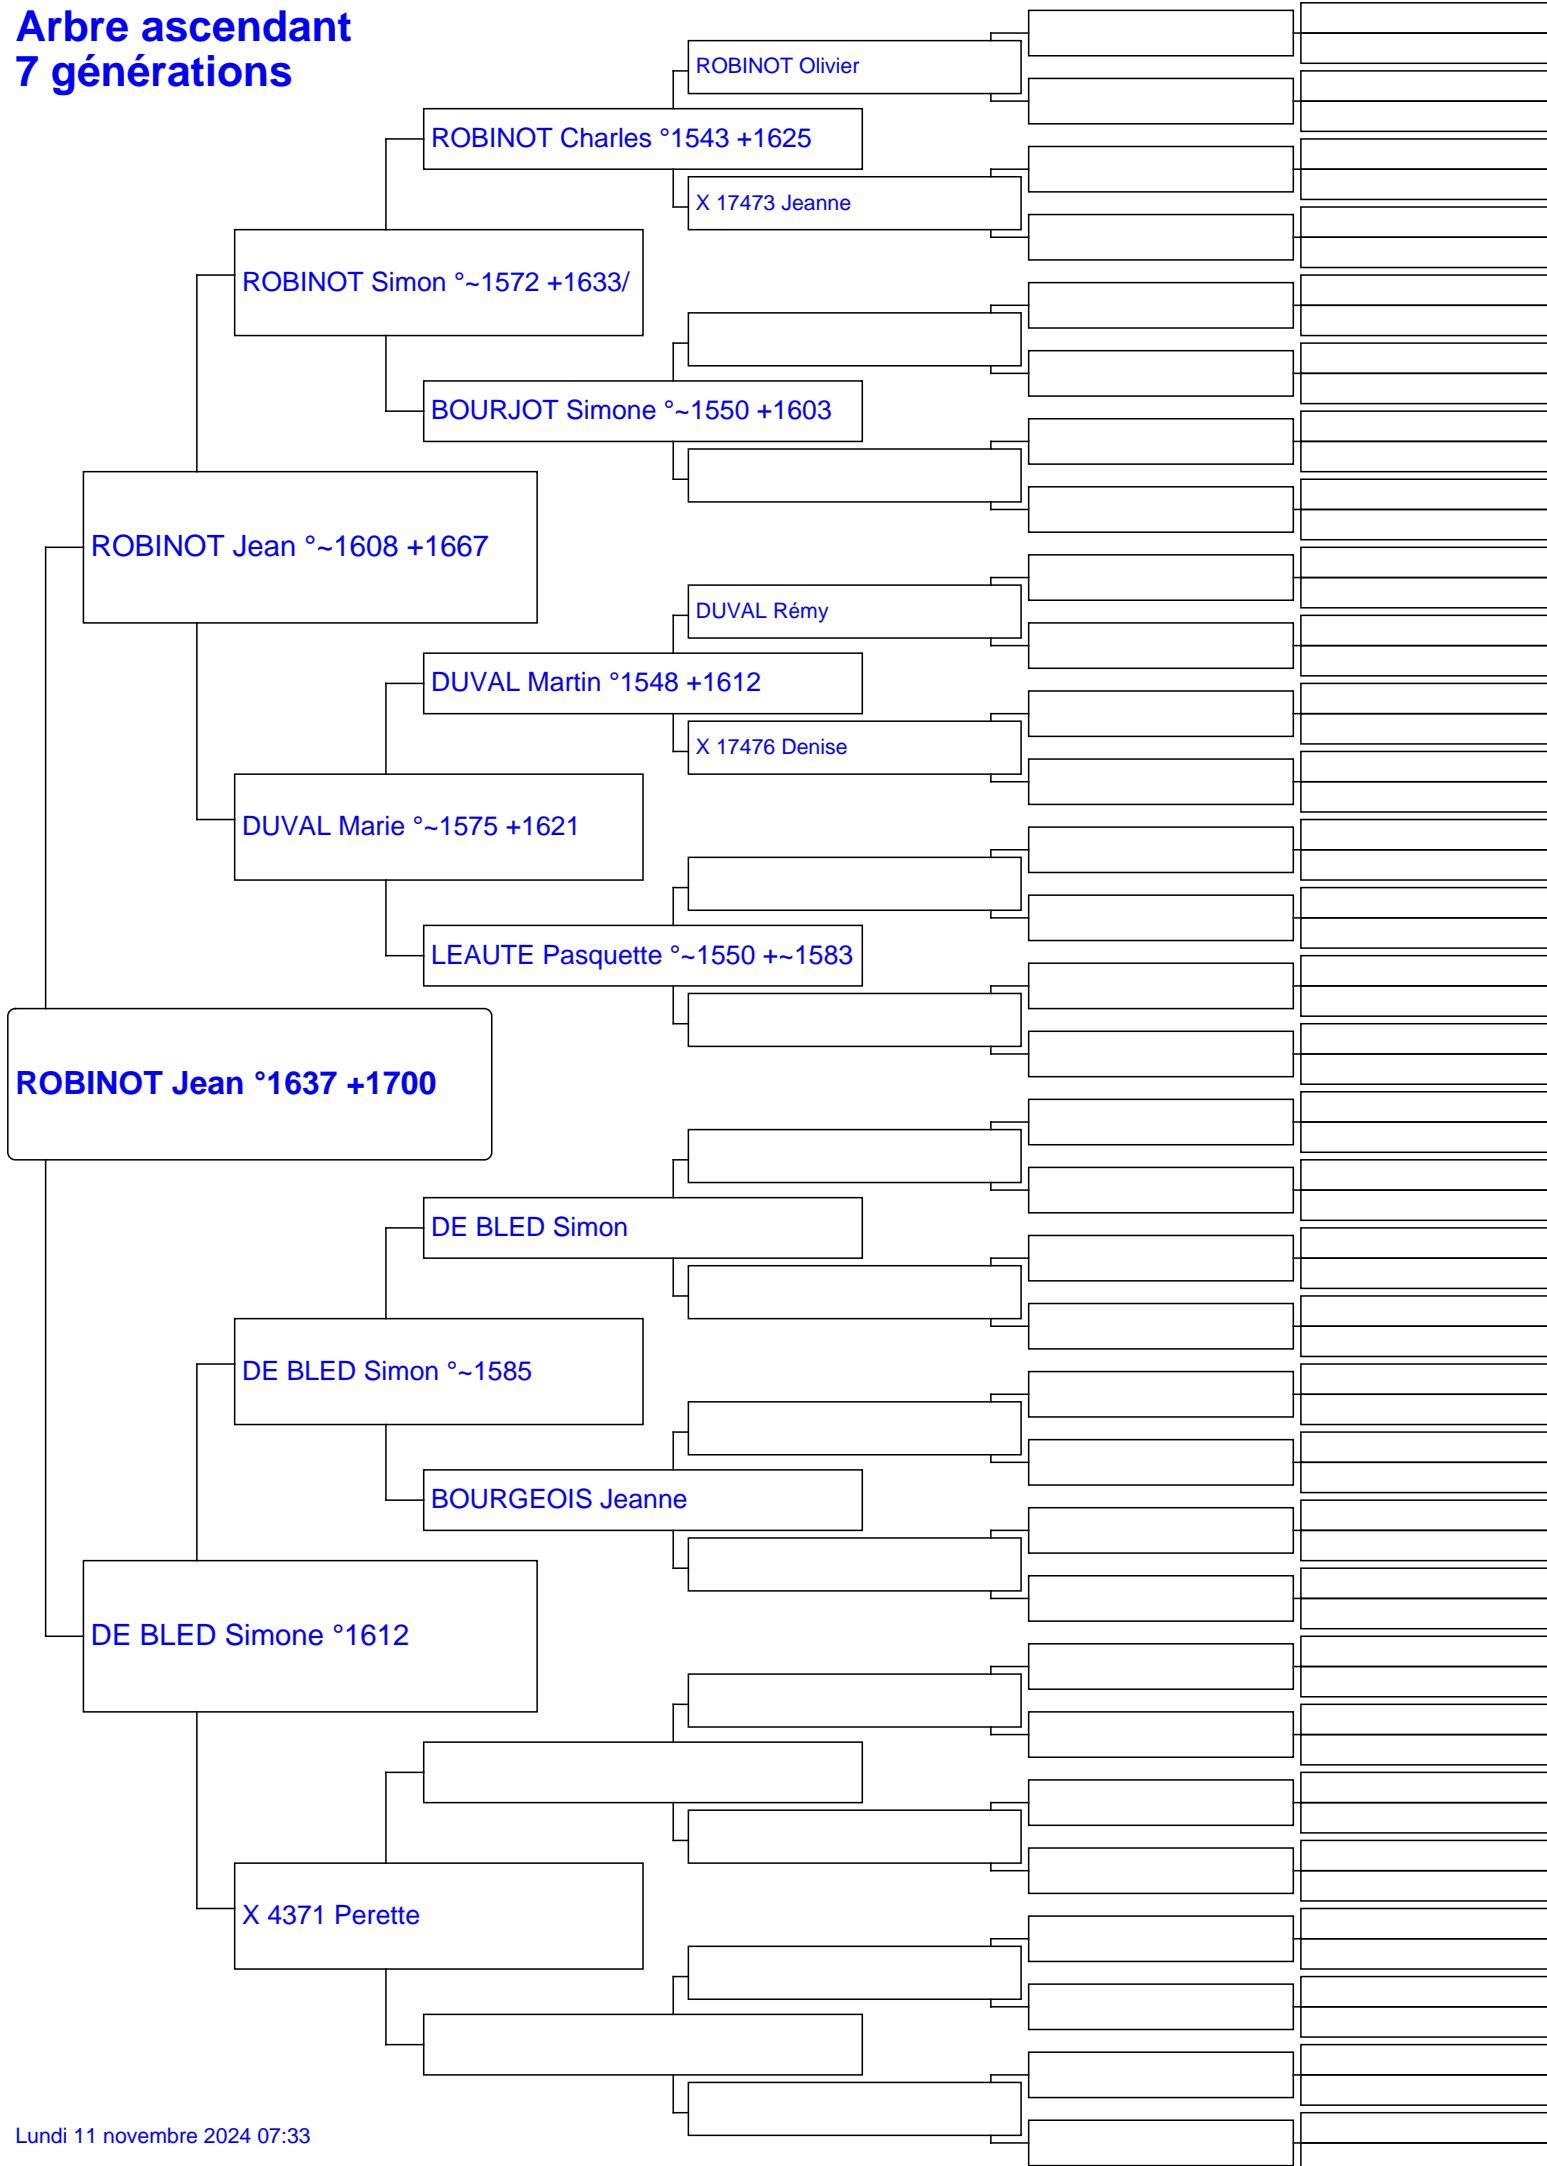 Arbre ascendant
7 générations
ROBINOT Olivier
ROBINOT Charles °1543 +1625
X 17473 Jeanne
ROBINOT Simon °~1572 +1633/
BOURJOT Simone °~1550 +1603
ROBINOT Jean °~1608 +1667
DUVAL Rémy
DUVAL Martin °1548 +1612
X 17476 Denise
DUVAL Marie °~1575 +1621
LEAUTE Pasquette °~1550 +~1583
ROBINOT Jean °1637 +1700
DE BLED Simon
DE BLED Simon °~1585
BOURGEOIS Jeanne
DE BLED Simone °1612
X 4371 Perette
Lundi 11 novembre 2024 07:33